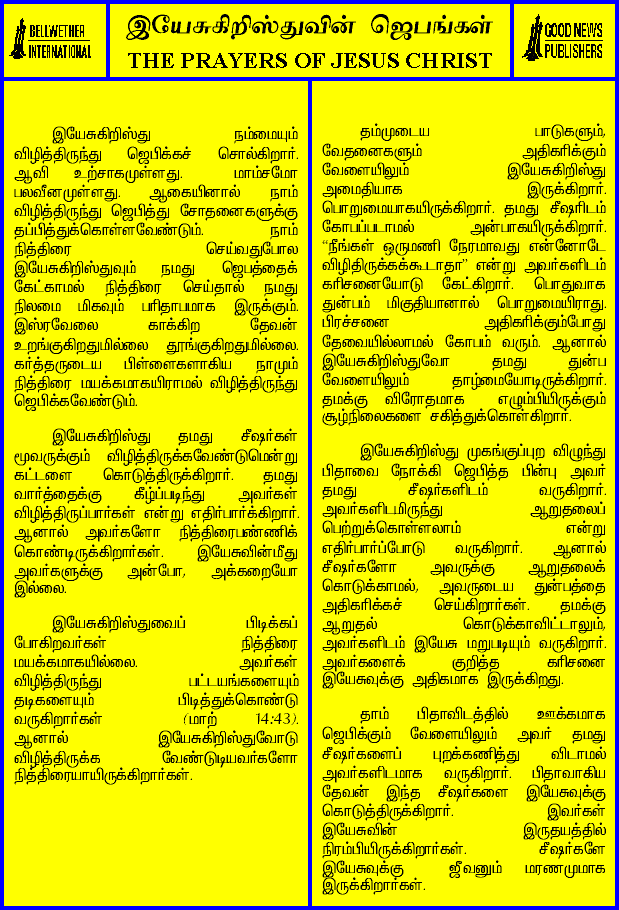 BELLWETHER
INTERNATIONAL
இயேசுகிறிஸ்துவின் ஜெபங்கள்
THE PRAYERS OF JESUS CHRIST
GOOD NEWS
PUBLISHERS
இயேசுகிறிஸ்து நம்மையும்
விழித்திருந்து ஜெபிக்கச் சொல்கிறார்.
ஆவி உற்சாகமுள்ளது. மாம்சமோ
பலவீனமுள்ளது. ஆகையினால் நாம்
விழித்திருந்து ஜெபித்து சோதனைகளுக்கு
தப்பித்துக்கொள்ளவேண்டும். நாம்
நித்திரை செய்வதுபோல
இயேசுகிறிஸ்துவும் நமது ஜெபத்தைக்
கேட்காமல் நித்திரை செய்தால் நமது
நிலமை மிகவும் பரிதாபமாக இருக்கும்.
இஸ்ரவேலை காக்கிற தேவன்
உறங்குகிறதுமில்லை தூங்குகிறதுமில்லை.
கர்த்தருடைய பிள்ளைகளாகிய நாமும்
நித்திரை மயக்கமாகயிராமல் விழித்திருந்து
ஜெபிக்கவேண்டும்.
இயேசுகிறிஸ்து தமது சீஷர்கள்
மூவருக்கும் விழித்திருக்கவேண்டுமென்று
கட்டளை கொடுத்திருக்கிறார். தமது
வார்த்தைக்கு கீழ்ப்படிந்து அவர்கள்
விழித்திருப்பார்கள் என்று எதிர்பார்க்கிறார்.
ஆனால் அவர்களோ நித்திரைபண்ணிக்
கொண்டிருக்கிறார்கள். இயேசுவின்மீது
அவர்களுக்கு அன்போ, அக்கறையோ
இல்லை.
இயேசுகிறிஸ்துவைப் பிடிக்கப்
போகிறவர்கள் நித்திரை
மயக்கமாகயில்லை. அவர்கள்
விழித்திருந்து பட்டயங்களையும்
தடிகளையும் பிடித்துக்கொண்டு
வருகிறார்கள் (மாற் 14:43).
ஆனால் இயேசுகிறிஸ்துவோடு
விழித்திருக்க வேண்டுடியவர்களோ
நித்திரையாயிருக்கிறார்கள்.
தம்முடைய பாடுகளும்,
வேதனைகளும் அதிகரிக்கும்
வேளையிலும் இயேசுகிறிஸ்து
அமைதியாக இருக்கிறார்.
பொறுமையாகயிருக்கிறார். தமது சீஷரிடம்
கோபப்படாமல் அன்பாகயிருக்கிறார்.
“நீங்கள் ஒருமணி நேரமாவது என்னோடே
விழிதிருக்கக்கூடாதா” என்று அவர்களிடம்
கரிசனையோடு கேட்கிறார். பொதுவாக
துன்பம் மிகுதியானால் பொறுமையிராது.
பிரச்சனை அதிகரிக்கும்போது
தேவையில்லாமல் கோபம் வரும். ஆனால்
இயேசுகிறிஸ்துவோ தமது துன்ப
வேளையிலும் தாழ்மையோடிருக்கிறார்.
தமக்கு விரோதமாக எழும்பியிருக்கும்
சூழ்நிலைகளை சகித்துக்கொள்கிறார்.
இயேசுகிறிஸ்து முகங்குப்புற விழுந்து
பிதாவை நோக்கி ஜெபித்த பின்பு அவர்
தமது சீஷர்களிடம் வருகிறார்.
அவர்களிடமிருந்து ஆறுதலைப்
பெற்றுக்கொள்ளலாம் என்று
எதிர்பார்ப்போடு வருகிறார். ஆனால்
சீஷர்களோ அவருக்கு ஆறுதலைக்
கொடுக்காமல், அவருடைய துன்பத்தை
அதிகரிக்கச் செய்கிறார்கள். தமக்கு
ஆறுதல் கொடுக்காவிட்டாலும்,
அவர்களிடம் இயேசு மறுபடியும் வருகிறார்.
அவர்களைக் குறித்த கரிசனை
இயேசுவுக்கு அதிகமாக இருக்கிறது.
தாம் பிதாவிடத்தில் ஊக்கமாக
ஜெபிக்கும் வேளையிலும் அவர் தமது
சீஷர்களைப் புறக்கணித்து விடாமல்
அவர்களிடமாக வருகிறார். பிதாவாகிய
தேவன் இந்த சீஷர்களை இயேசுவுக்கு
கொடுத்திருக்கிறார். இவர்கள்
இயேசுவின் இருதயத்தில்
நிரம்பியிருக்கிறார்கள். சீஷர்களே
இயேசுவுக்கு ஜீவனும் மரணமுமாக
இருக்கிறார்கள்.